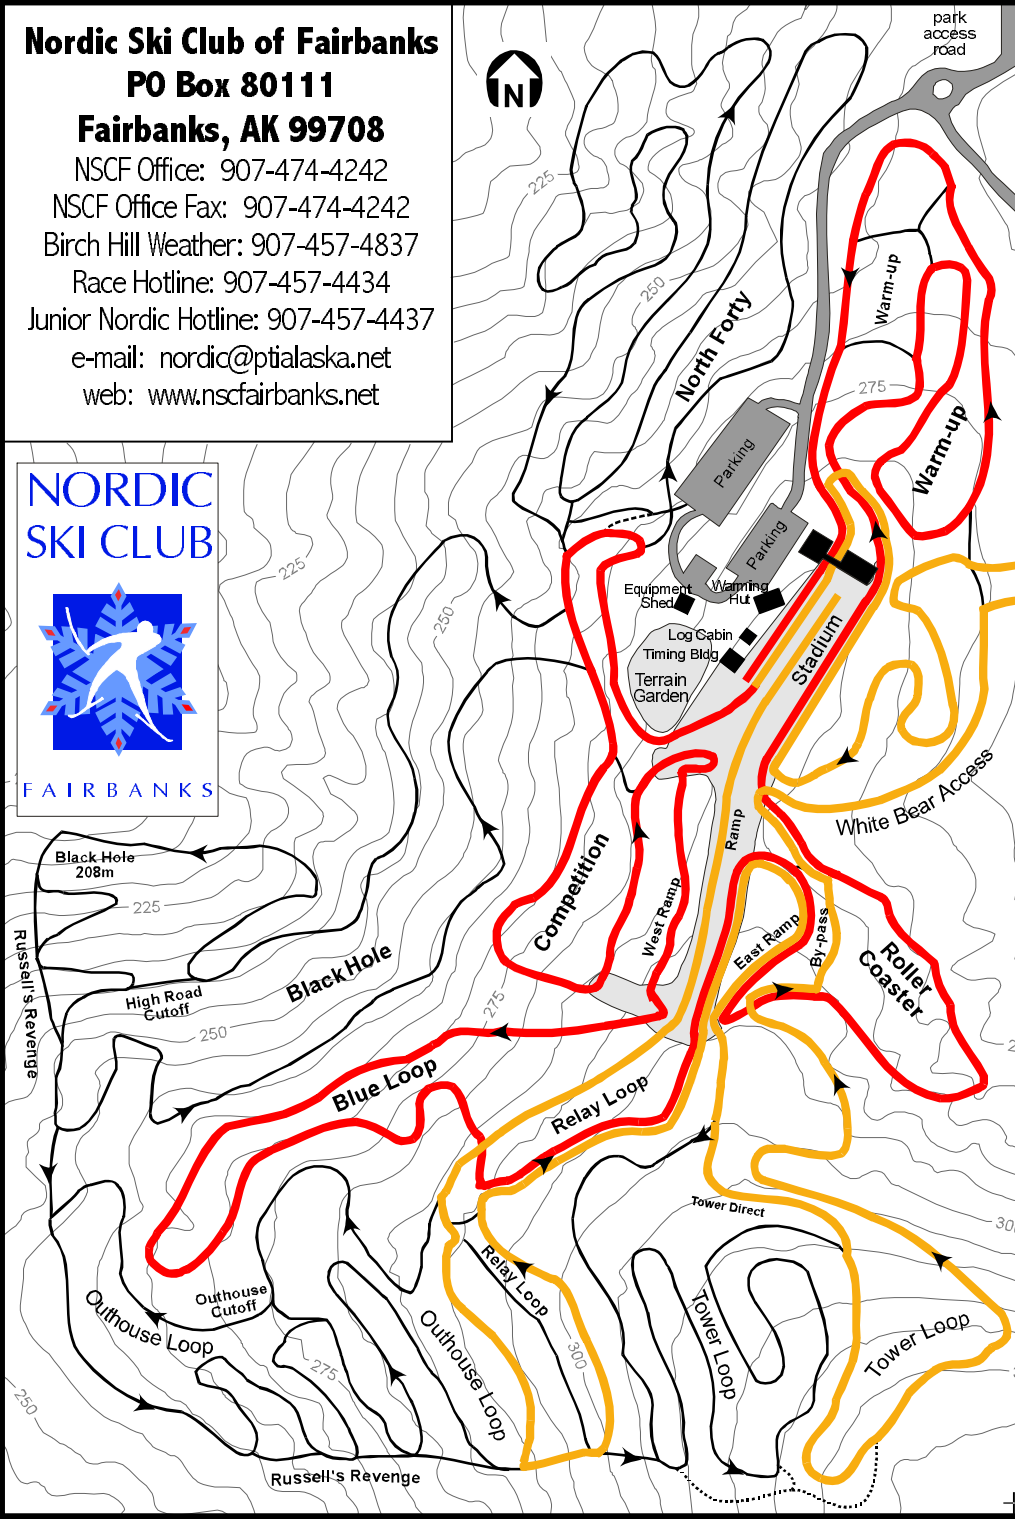 Nordic Ski Club of Fairbanks
PO Box 80111
Fairbanks, AK 99708
NSCF Office: 907-474-4242
NSCF Office Fax: 907-474-4242
Birch Hill Weather: 907-457-4837
Race Hotline: 907-457-4434
Junior Nordic Hotline: 907-457-4437
e-mail: nordic@ptialaska.net
web: www.nscfairbanks.net
N
park
access
road
225
250
North Forty
Warm-up
275
Warm-up
Parking
Parking
NORDIC
SKI CLUB
FAIRBANKS
225
250
Equipment
Shed
Warming
Hut
Log Cabin
Timing Bldg
Terrain
Garden
Stadium
White Bear Access
Ramp
Black Hole
208m
225
Competition
West Ramp
East Ramp
By-pass
Roller
Coaster
Russell's Revenge
High Road
Cutoff
250
Black Hole
275
Blue Loop
Relay Loop
Tower Direct
300
Outhouse
Cutoff
Outhouse Loop
Relay Loop
Outhouse Loop
275
300
Tower Loop
Tower Loop
250
Russell's Revenge